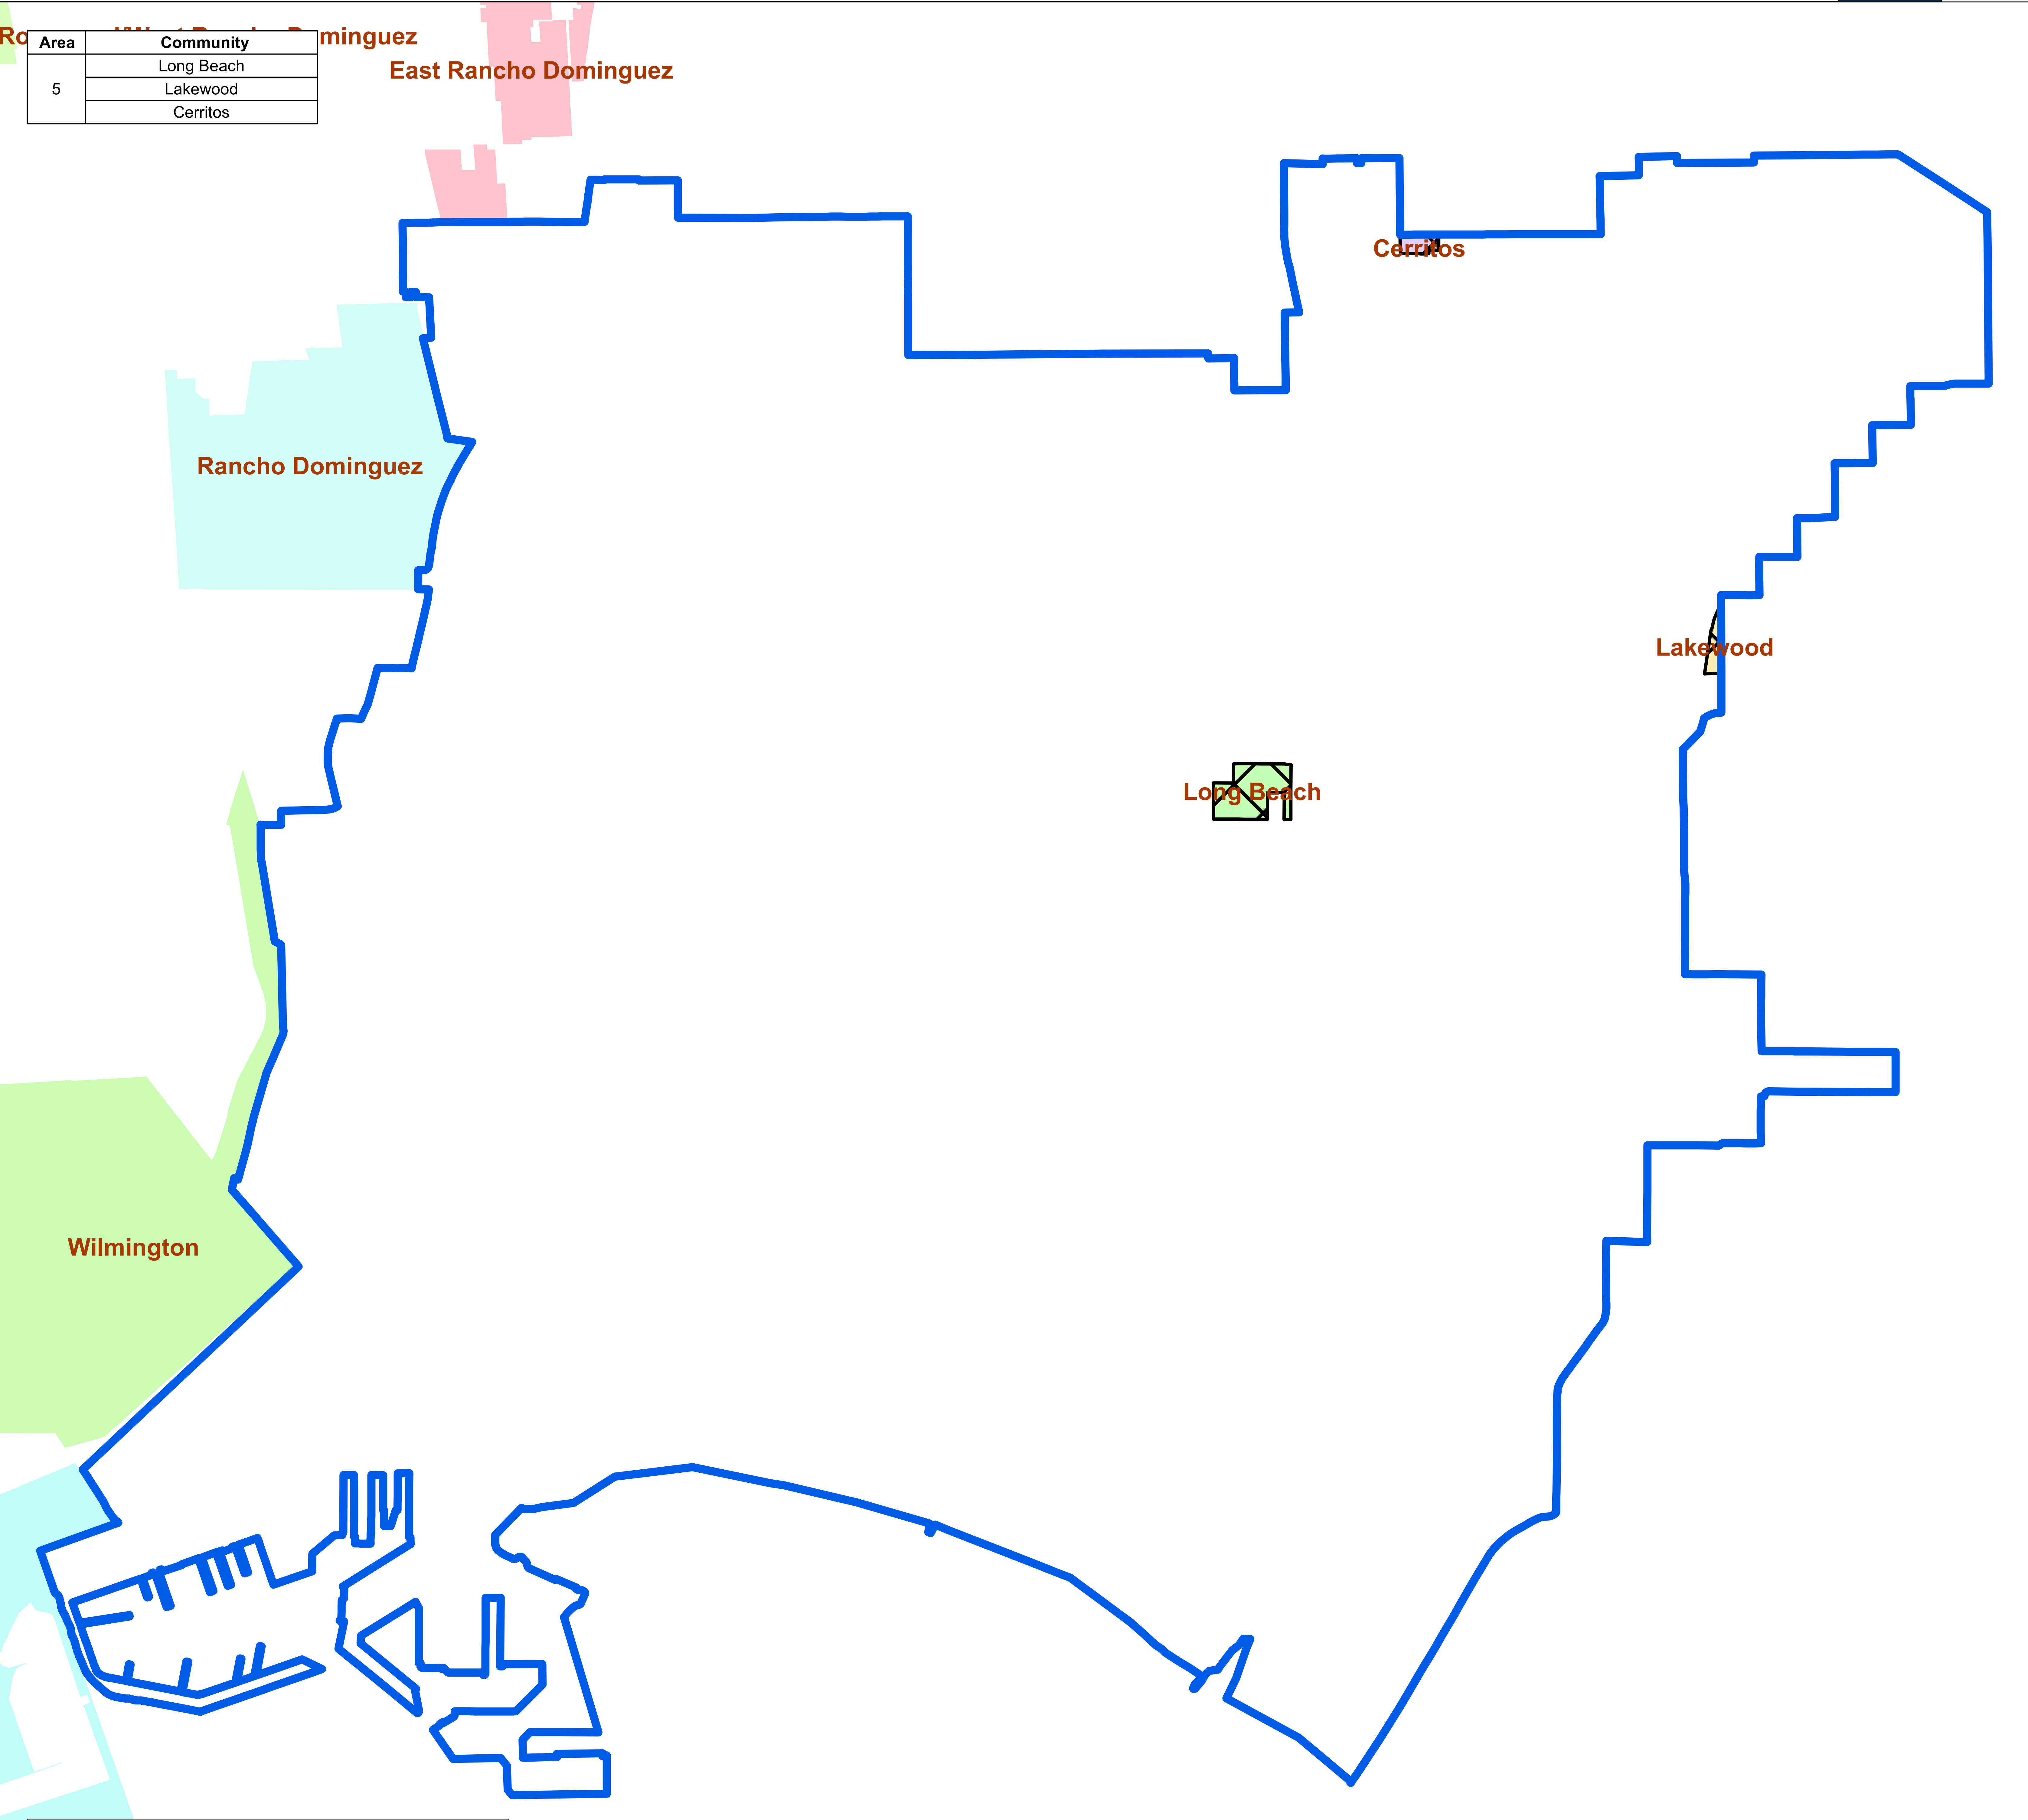 minguez
Area Community
5
Long Beach
Lakewood
Cerritos
East Rancho Dominguez
Cerritos
Rancho Dominguez
Lakewood
Long Beach
Wilmington